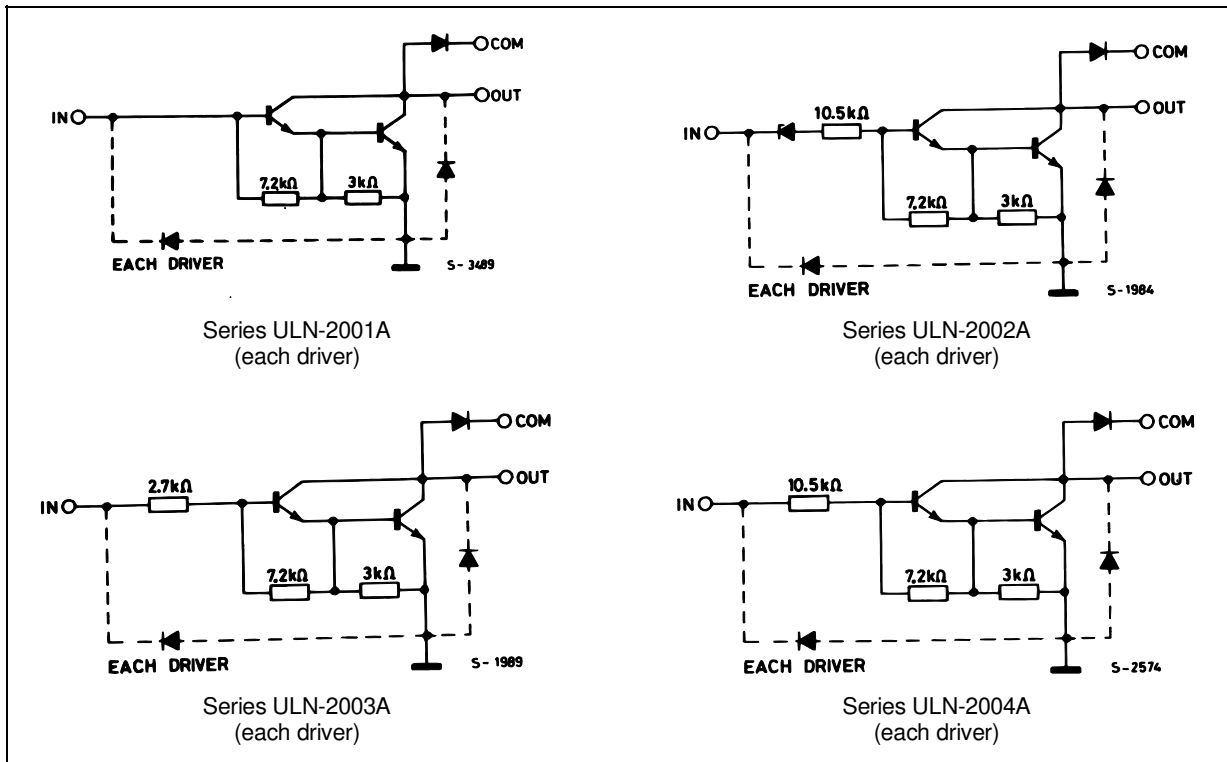 COM
OUT
IN
7.2kΩ
3kΩ
EACH DRIVER
S-3489
Series ULN-2001A
(each driver)
COM
OUT
IN
10.5kΩ
7.2kΩ
3kΩ
EACH DRIVER
S-1984
Series ULN-2002A
(each driver)
COM
OUT
IN
2.7kΩ
7.2kΩ
3kΩ
EACH DRIVER
S-1989
Series ULN-2003A
(each driver)
COM
OUT
IN
10.5kΩ
7.2kΩ
3kΩ
EACH DRIVER
S-2574
Series ULN-2004A
(each driver)